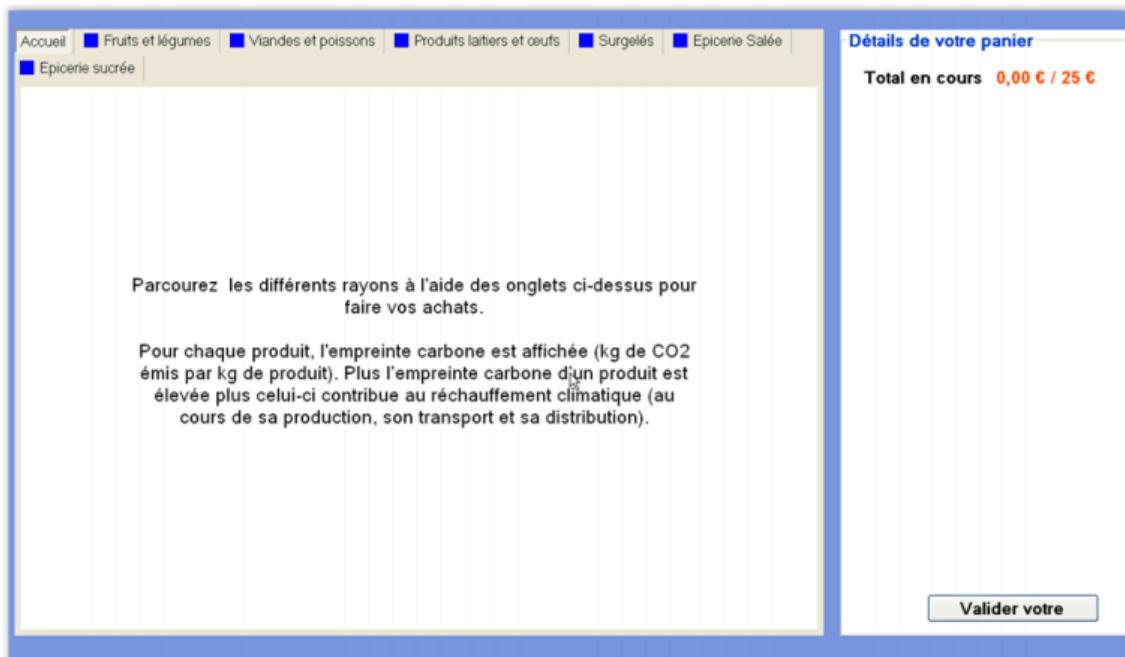 Accueil Fruits et légumes Viandes et poissons Produits laitiers et œufs Surgelés Epicerie Salée
Epicerie sucrée
Parcourez les différents rayons à l'aide des onglets ci-dessus pour
faire vos achats.
Pour chaque produit, l'empreinte carbone est affichée (kg de CO2
émis par kg de produit). Plus l'empreinte carbone d'un produit est
élevée plus celui-ci contribue au réchauffement climatique (au
cours de sa production, son transport et sa distribution).
Détails de votre panier
Total en cours 0,00 € / 25 €
Valider votre